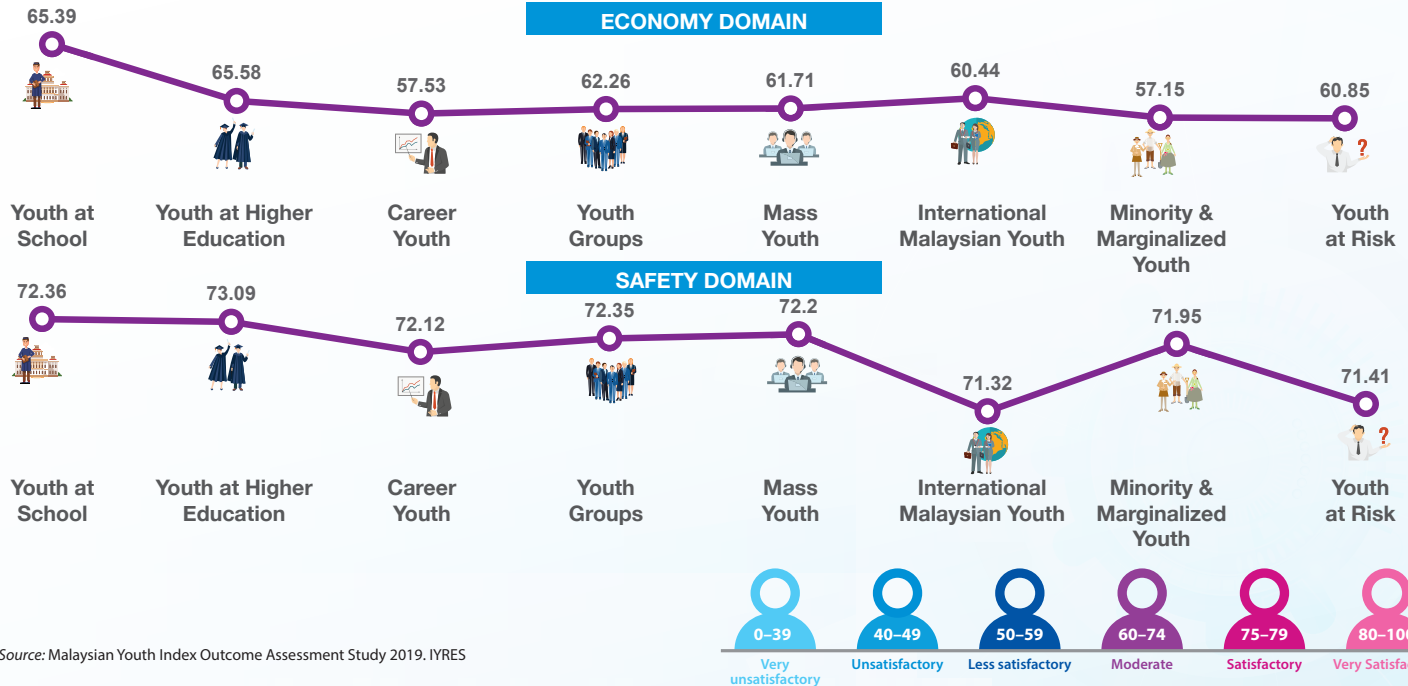 ECONOMY DOMAIN
65.39
65.58
57.53
62.26
61.71
60.44
57.15
60.85
?
Youth at
School
Youth at Higher
Education
Career
Youth
Youth
Groups
Mass
Youth
International
Malaysian Youth
Minority &
Marginalized
Youth
Youth
at Risk
SAFETY DOMAIN
72.36
73.09
72.12
72.35
72.2
71.32
71.95
71.41
?
Youth at
School
Youth at Higher
Education
Career
Youth
Youth
Groups
Mass
Youth
International
Malaysian Youth
Minority &
Marginalized
Youth
Youth
at Risk
0–39
Very
unsatisfactory
40–49
Unsatisfactory
50–59
Less satisfactory
60–74
Moderate
75–79
Satisfactory
80–100
Very Satisfac
Source: Malaysian Youth Index Outcome Assessment Study 2019. IYRES